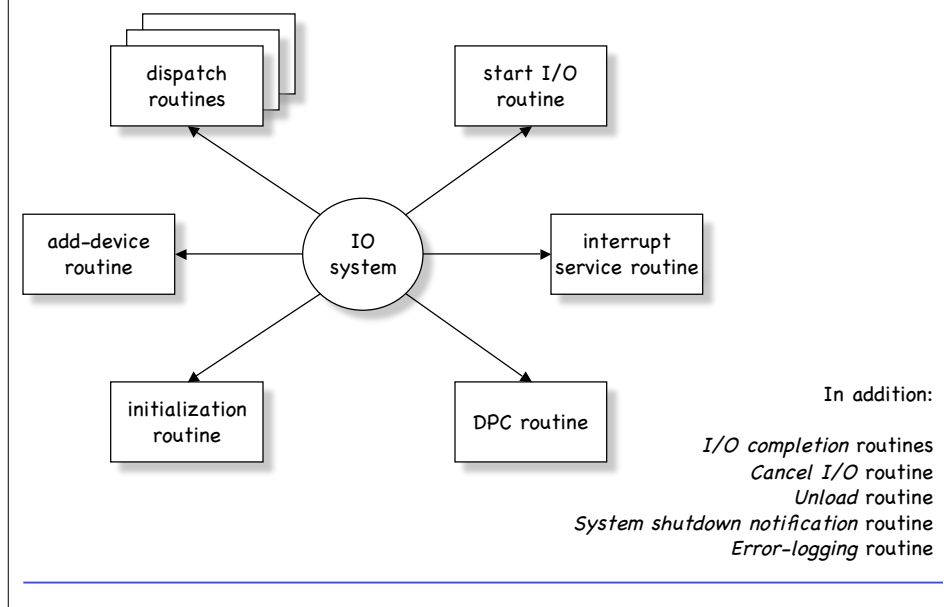 dispatch
routines
start I/O
routine
add-device
routine
IO
system
interrupt
service routine
initialization
routine
DPC routine
In addition:
I/O completion routines
Cancel I/O routine
Unload routine
System shutdown notification routine
Error-logging routine